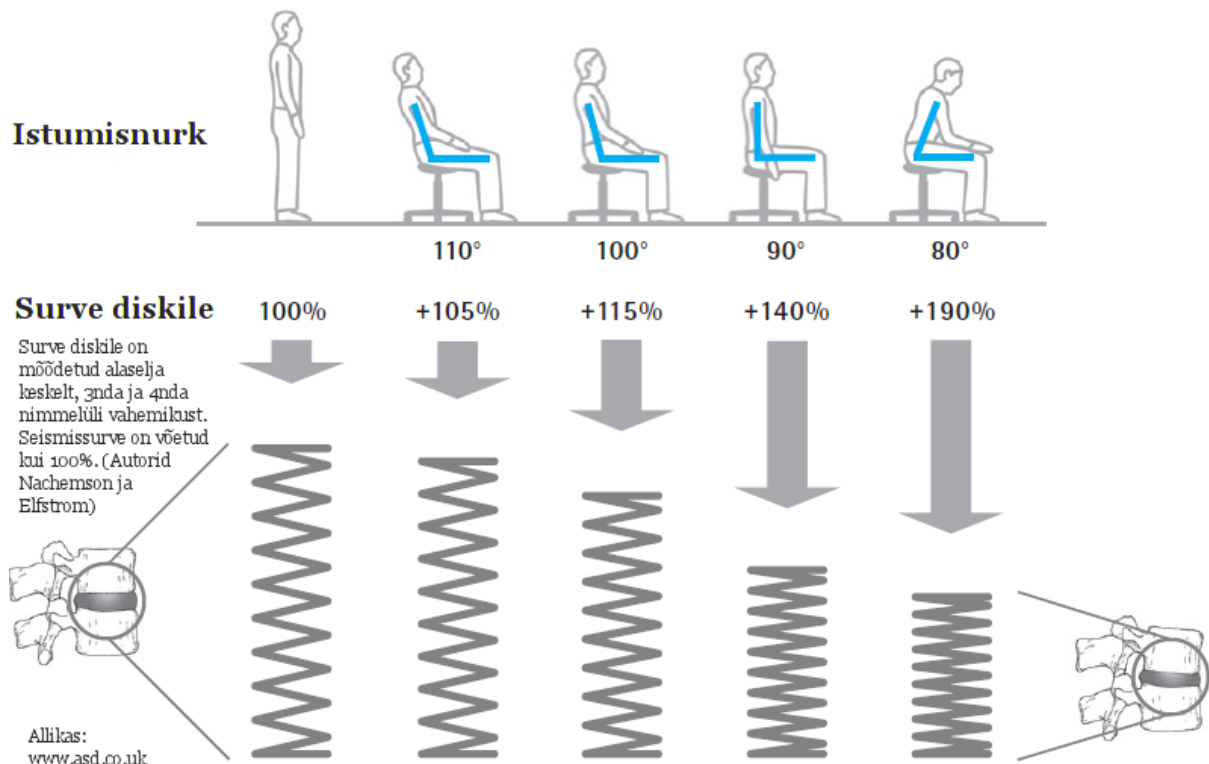 Istumisnurk
110°
100°
90°
80°
Surve diskile
100%
+105%
+115%
+140%
+190%
Surve diskile on
mõõdetud alaselja
keskelt, 3nda ja 4nda
nimmelüli vahemikust.
Seismissurve on võetud
kui 100%. (Autorid
Nachemson ja
Elfstrom)
Allikas:
www.asd.co.uk